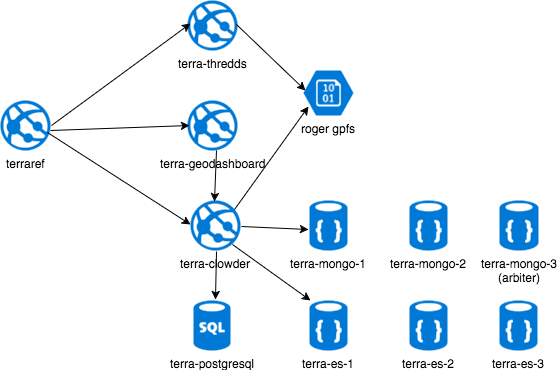 terra-thredds
10
01
roger gpfs
terraref
terra-geodashboard
terra-clowder
{ }
terra-mongo-1
{ }
terra-mongo-2
{ }
terra-mongo-3
(arbiter)
SQL
terra-postgresql
{ }
terra-es-1
{ }
terra-es-2
{ }
terra-es-3